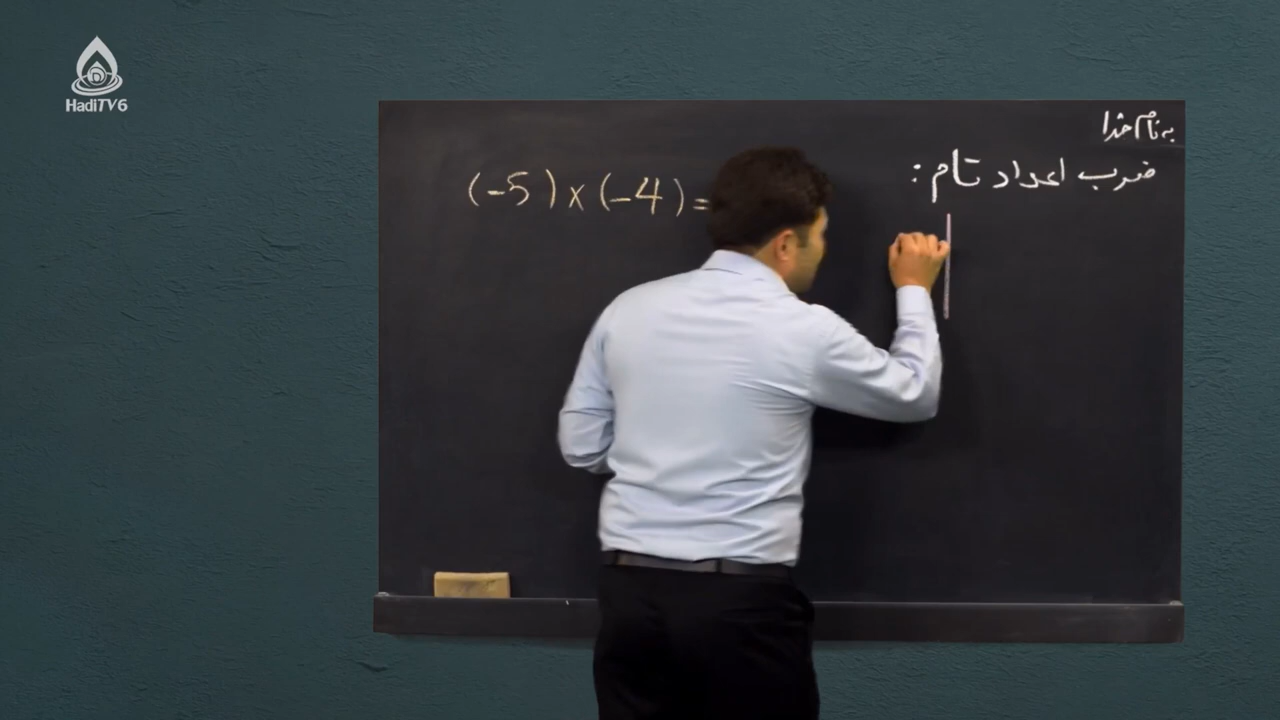 به نام خدا
ضرب اعداد تام :
(-5) x (-4) =
HadiTV6